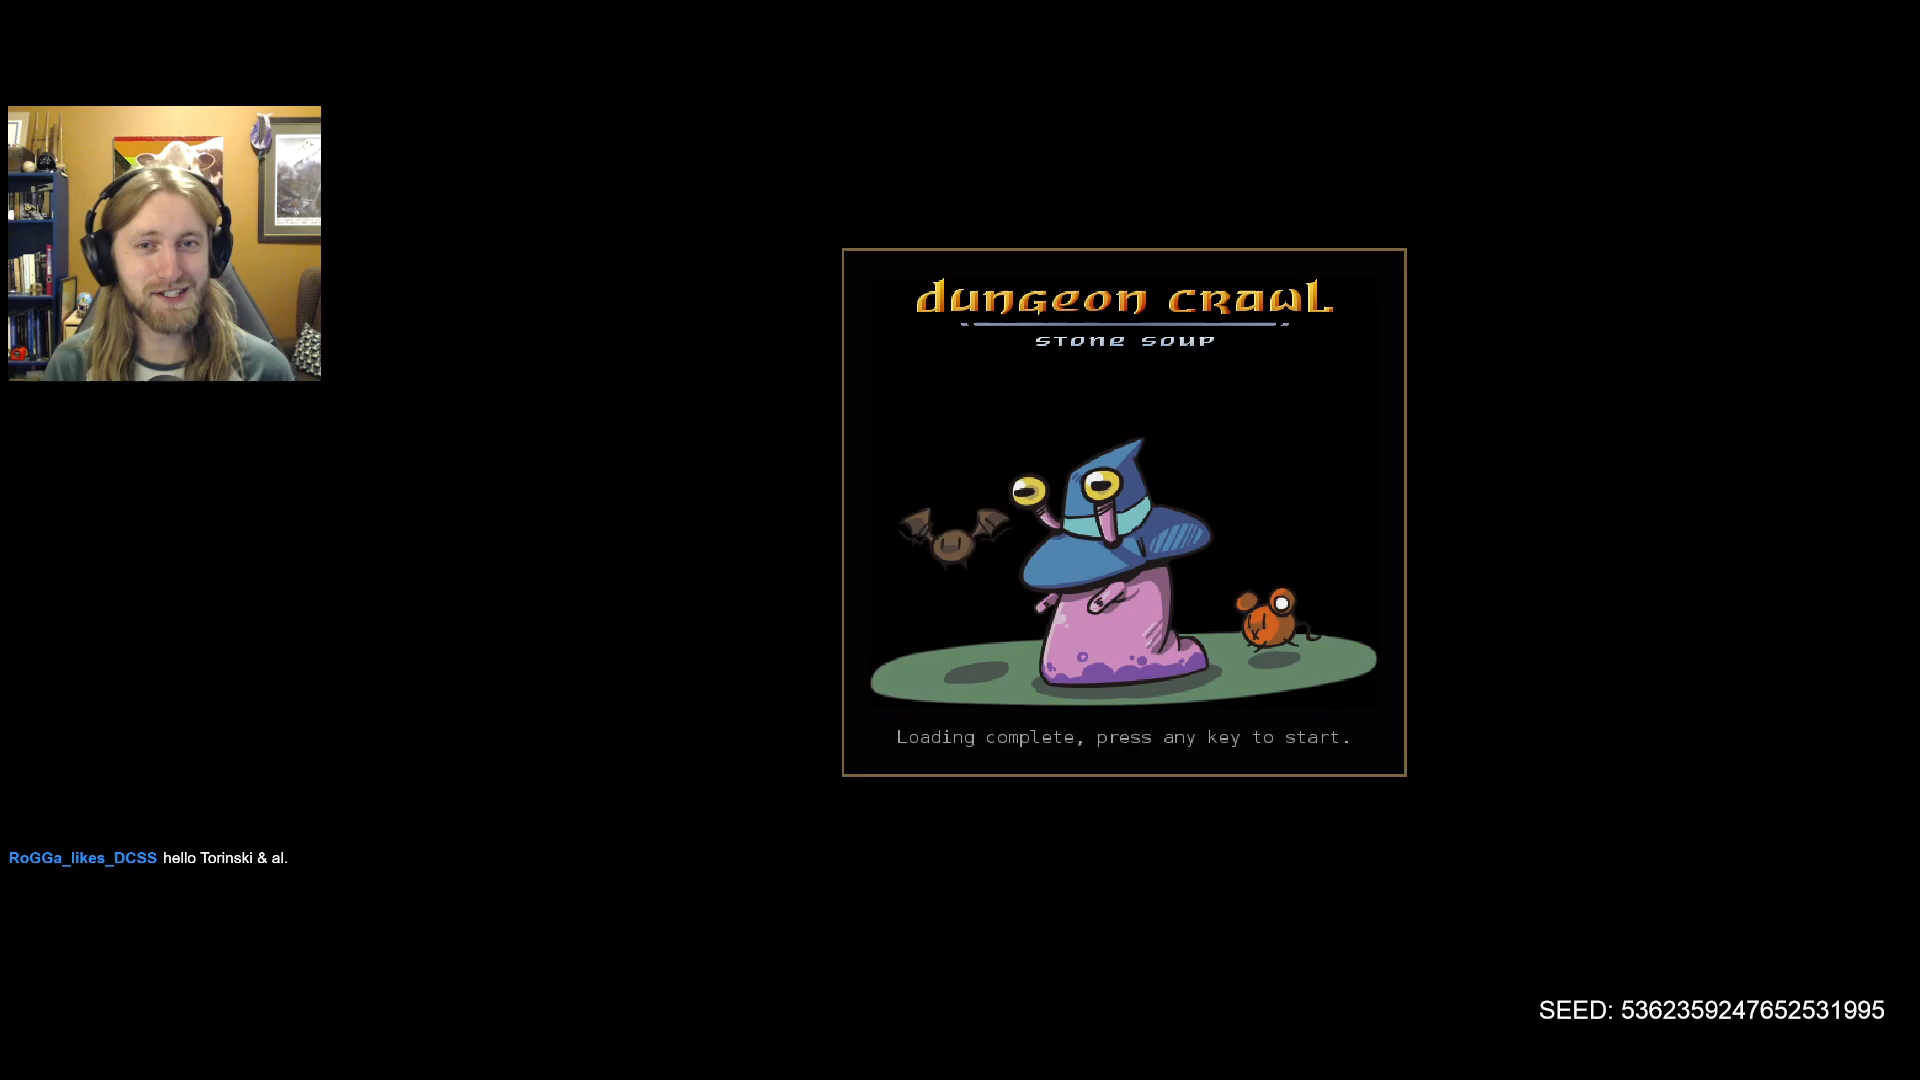 dungeon crawl
stone soup
Loading complete, press any key to start.
RoGGa_likes_DCSS hello Torinski & al.
SEED: 5362359247652531995